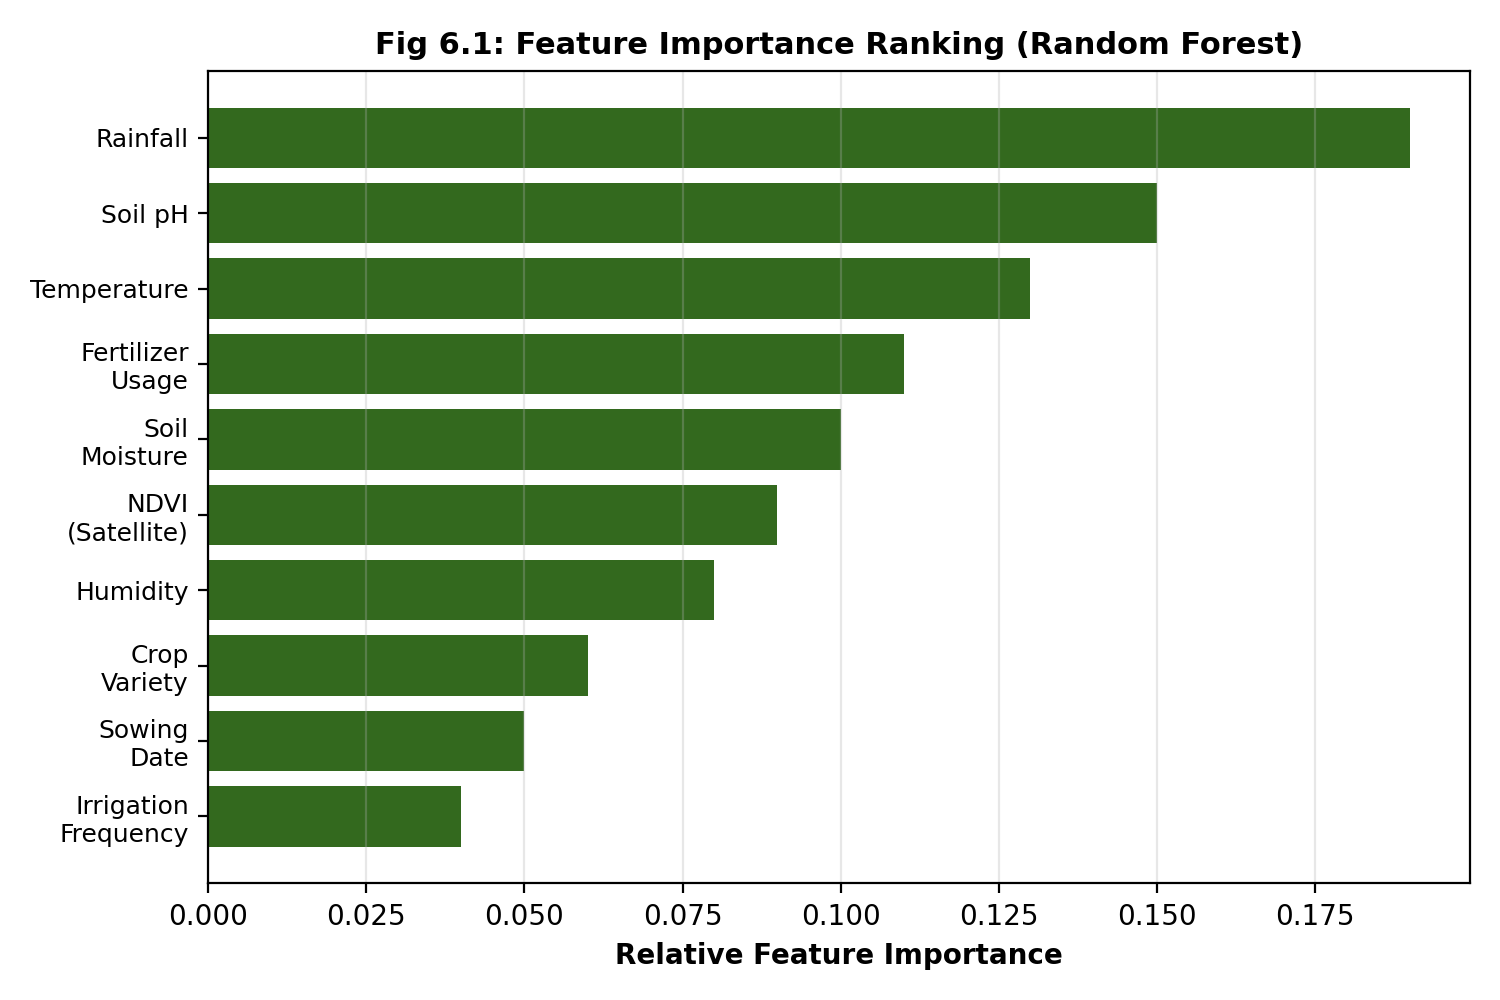 Fig 6.1: Feature Importance Ranking (Random Forest)
Rainfall
Soil pH
Temperature
Fertilizer
Usage
Soil
Moisture
NDVI
(Satellite)
Humidity
Crop
Variety
Sowing
Date
Irrigation
Frequency
0.000 0.025 0.050 0.075 0.100 0.125 0.150 0.175
Relative Feature Importance